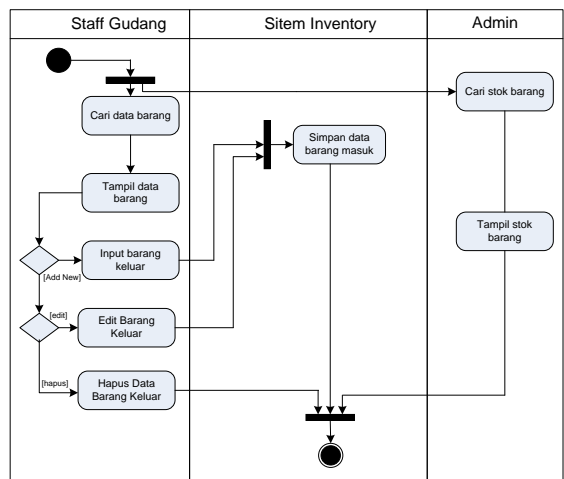 Staff Gudang
Sitem Inventory
Admin
Cari data barang
Cari stok barang
Simpan data
barang masuk
Tampil data
barang
Tampil stok
barang
Input barang
keluar
[Add New]
[edit]
Edit Barang
Keluar
[hapus]
Hapus Data
Barang Keluar